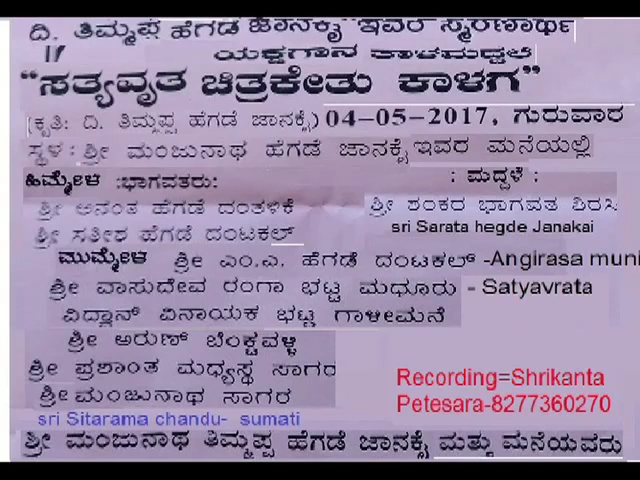 ದಿ. ತಿಮ್ಮಪ್ಪ ಹೆಗಡೆ ಜಾನಕೈ ಇವರ ಸ್ಮರಣಾರ್ಥ
ಯಕ್ಷಗಾನ ತಾಳಮದ್ದಳೆ
"ಸತ್ಯವೃತ ಚಿತ್ರಕೇತು ಕಾಳಗ"
(ಕೃತಿ: ದಿ. ತಿಮ್ಮಪ್ಪ ಹೆಗಡೆ ಜಾನಕೈ) 04-05-2017, ಗುರುವಾರ
ಸ್ಥಳ: ಶ್ರೀ ಮಂಜುನಾಥ ಹೆಗಡೆ ಜಾನಕೈ ಇವರ ಮನೆಯಲ್ಲಿ
ಹಿಮ್ಮೇಳ :ಭಾಗವತರು: : ಮದ್ದಳೆ :
ಶ್ರೀ ಅನಂತ ಹೆಗಡೆ ದಂತಳಿಕೆ ಶ್ರೀ ಶಂಕರ ಭಾಗವತ ಶಿರಸಿ
ಶ್ರೀ ಸತೀಶ ಹೆಗಡೆ ದಂಟಕಲ್ sri Sarata hegde Janakai
ಮುಮ್ಮೇಳ ಶ್ರೀ ಎಂ.ಎ. ಹೆಗಡೆ ದಂಟಕಲ್ -Angirasa muni
ಶ್ರೀ ವಾಸುದೇವ ರಂಗಾ ಭಟ್ಟ ಮಧೂರು - Satyavrata
ವಿದ್ವಾನ್ ವಿನಾಯಕ ಭಟ್ಟ ಗಾಳೀಮನೆ
ಶ್ರೀ ಅರುಣ್ ಬೆಂಕ್ಟವಳ್ಳಿ
ಶ್ರೀ ಪ್ರಶಾಂತ ಮಧ್ಯಸ್ಥ ಸಾಗರ
ಶ್ರೀ ಮಂಜುನಾಥ ಸಾಗರ
Recording=Shrikanta
Petesara-8277360270
sri Sitarama chandu- sumati
ಶ್ರೀ ಮಂಜುನಾಥ ತಿಮ್ಮಪ್ಪ ಹೆಗಡೆ ಜಾನಕೈ ಮತ್ತು ಮನೆಯವರು